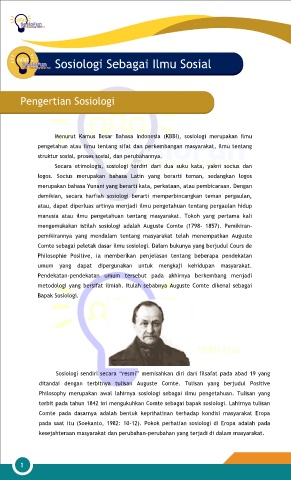 Sosiologi Sebagai Ilmu Sosial
Pengertian Sosiologi
Menurut Kamus Besar Bahasa Indonesia (KBBI), sosiologi merupakan ilmu
pengetahun atau ilmu tentang sifat dan perkembangan masyarakat, ilmu tentang
struktur sosial, proses sosial, dan perubahannya.
Secara etimologis, sosiologi terdiri dari dua suku kata, yakni socius dan
logos. Socius merupakan bahasa Latin yang berarti teman, sedangkan logos
merupakan bahasa Yunani yang berarti kata, perkataan, atau pembicaraan. Dengan
demikian, secara harfiah sosiologi berarti memperbincangkan teman pergaulan,
atau, dapat diperluas artinya menjadi ilmu pengetahuan tentang pergaulan hidup
manusia atau ilmu pengetahuan tentang masyarakat. Tokoh yang pertama kali
mengemukakan istilah sosiologi adalah Auguste Comte (1798- 1857). Pemikiran-
pemikirannya yang mendalam tentang masyarakat telah menempatkan Auguste
Comte sebagai peletak dasar ilmu sosiologi. Dalam bukunya yang berjudul Cours de
Philosophie Positive, ia memberikan penjelasan tentang beberapa pendekatan
umum yang dapat dipergunakan untuk mengkaji kehidupan masyarakat.
Pendekatan-pendekatan umum tersebut pada akhirnya berkembang menjadi
metodologi yang bersifat ilmiah. Itulah sebabnya Auguste Comte dikenal sebagai
Bapak Sosiologi.
Sosiologi sendiri secara "resmi" memisahkan diri dari filsafat pada abad 19 yang
ditandai dengan terbitnya tulisan Auguste Comte. Tulisan yang berjudul Positive
Philosophy merupakan awal lahirnya sosiologi sebagai ilmu pengetahuan. Tulisan yang
terbit pada tahun 1842 ini mengukuhkan Comte sebagai bapak sosiologi. Lahirnya tulisan
Comte pada dasarnya adalah bentuk keprihatinan terhadap kondisi masyarakat Eropa
pada saat itu (Soekanto, 1982: 10-12). Pokok perhatian sosiologi di Eropa adalah pada
kesejahteraan masyarakat dan perubahan-perubahan yang terjadi di dalam masyarakat.
1